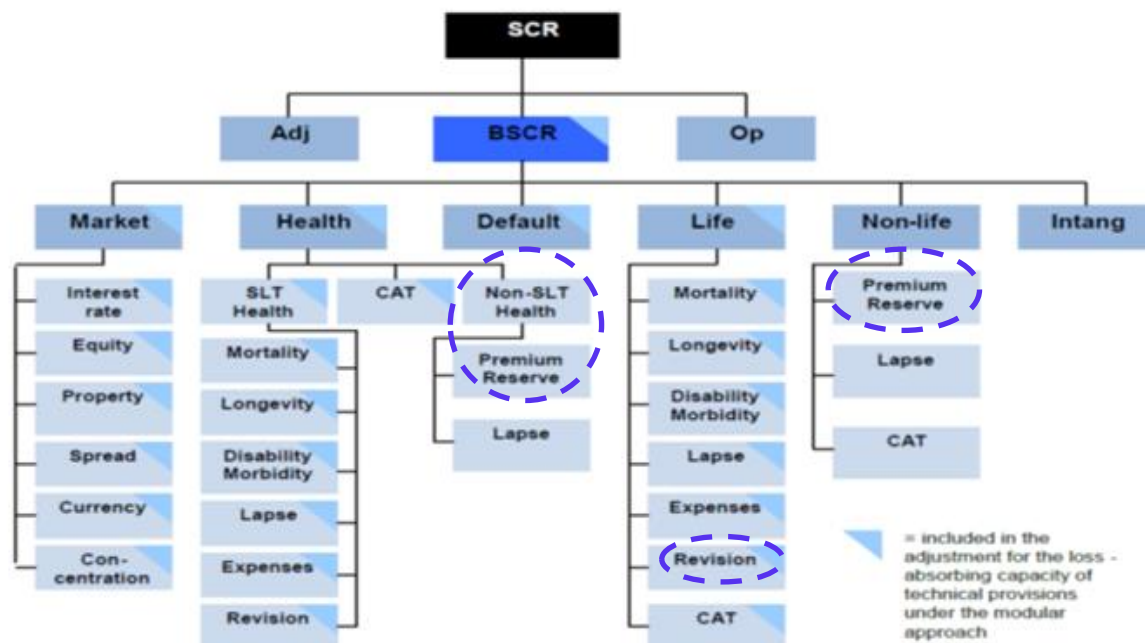 SCR
Adj
BSCR
Op
Market
Health
Default
Life
Non-life
Intang
Interest
rate
Equity
Property
Spread
Currency
Con-
centration
SLT
Health
Mortality
Longevity
Disability
Morbidity
Lapse
Expenses
Revision
CAT
Non-SLT
Health
Premium
Reserve
Lapse
Mortality
Longevity
Disability
Morbidity
Lapse
Expenses
Revision
CAT
Premium
Reserve
Lapse
CAT
= included in the
adjustment for the loss -
absorbing capacity of
technical provisions
under the modular
approach